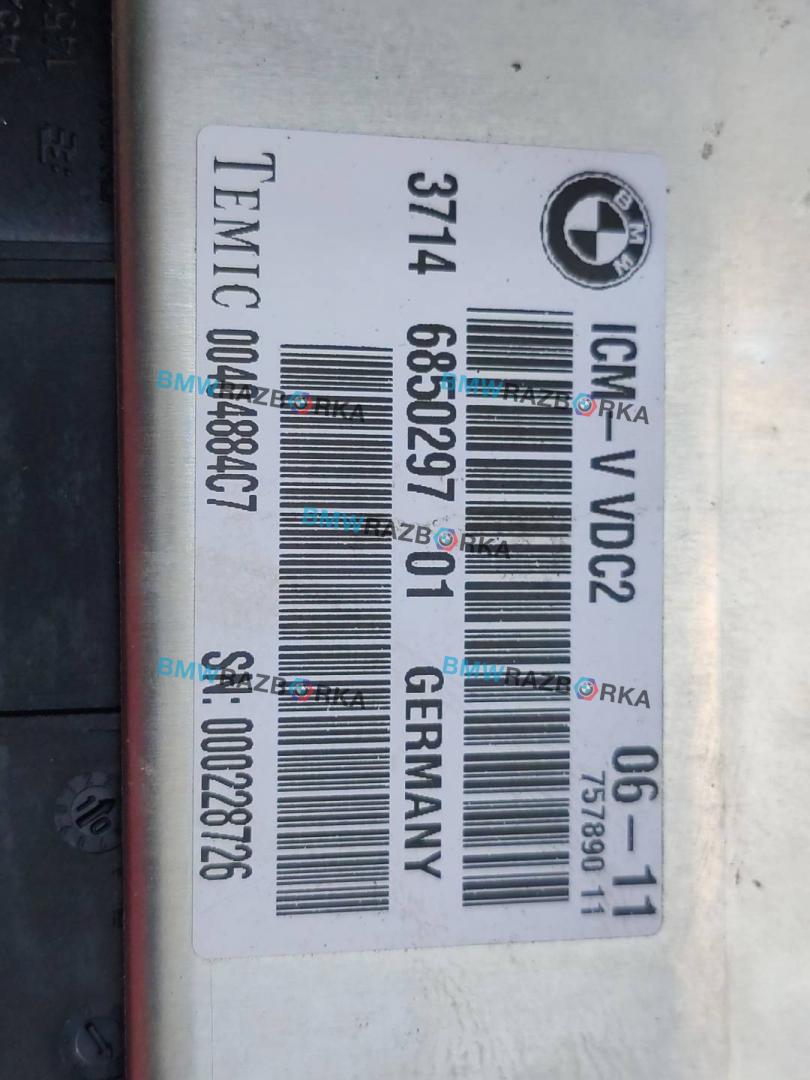 BMW
ICM-V VDC2
06-11
757890 11
3714 6850297 01 GERMANY
TEMIC 00444884C7 SN: 000228726
BMWRAZBORKA
BMWRAZBORKA
BMWRAZBORKA
BMWRAZBORKA
BMWRAZBORKA